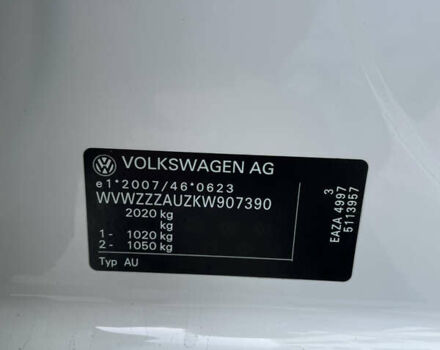 VOLKSWAGEN AG
e1*2007/46*0623
WVWZZZAUZKW907390
2020 kg
kg
1- 1020 kg
2- 1050 kg
Typ AU
EAZA 4997 3
5113957